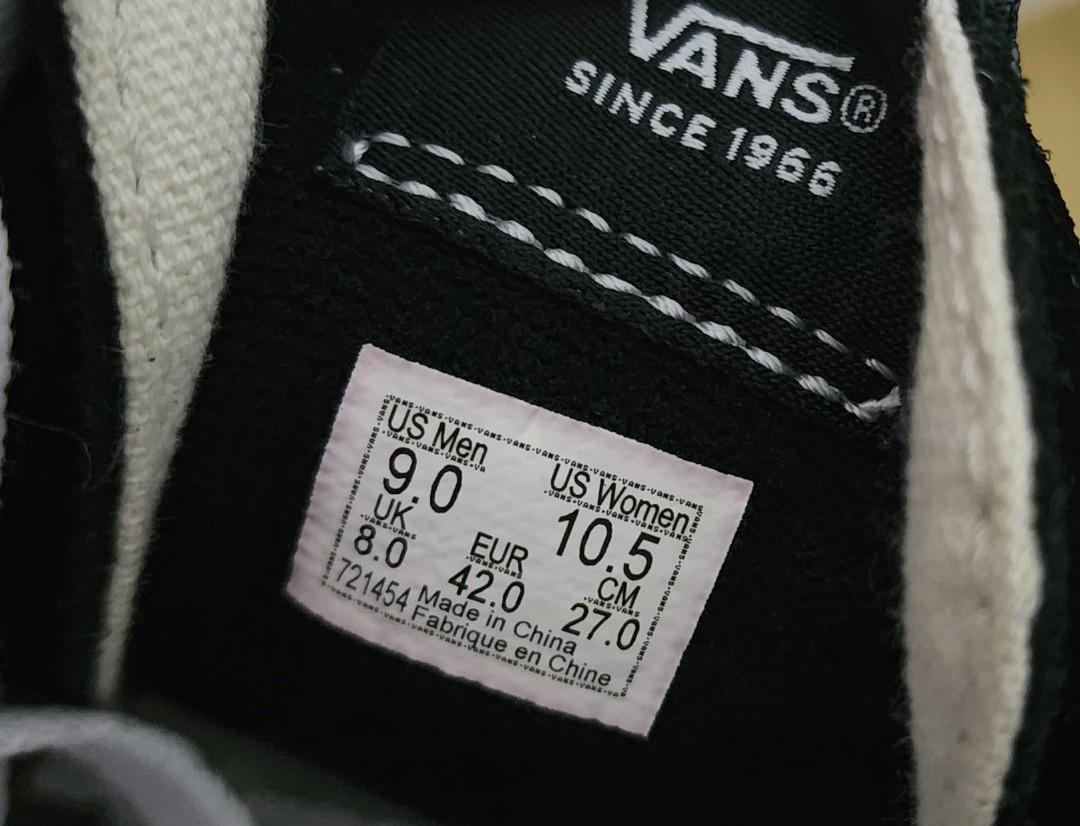 VANS®
SINCE 1966
US Men US Women
9.0 10.5
UK EUR CM
8.0 42.0 27.0
721454 Made in China
Fabrique en Chine